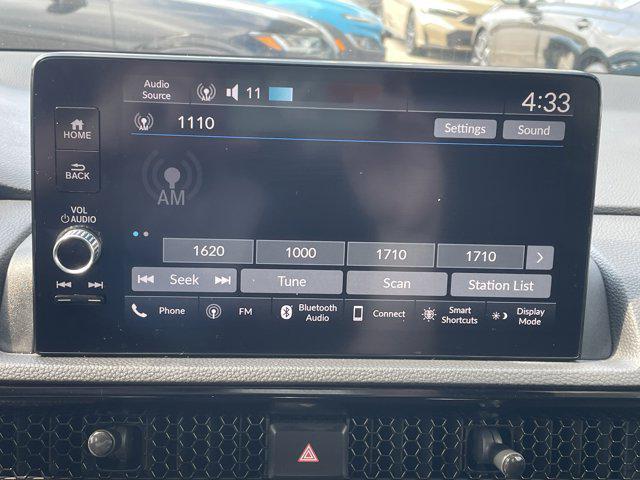 Audio
Source
11
4:33
HOME
1110
Settings
Sound
BACK
AM
VOL
AUDIO
1620
1000
1710
1710
Seek
Tune
Scan
Station List
Phone
FM
Bluetooth
Audio
Connect
Smart
Shortcuts
Display
Mode